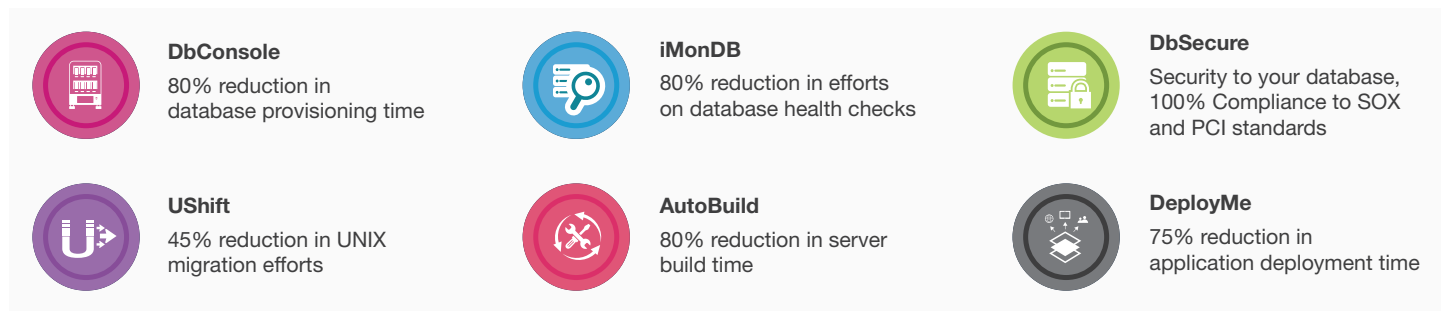 DbConsole
80% reduction in
database provisioning time
iMonDB
80% reduction in efforts
on database health checks
DbSecure
Security to your database,
100% Compliance to SOX
and PCI standards
UShift
45% reduction in UNIX
migration efforts
AutoBuild
80% reduction in server
build time
DeployMe
75% reduction in
application deployment time